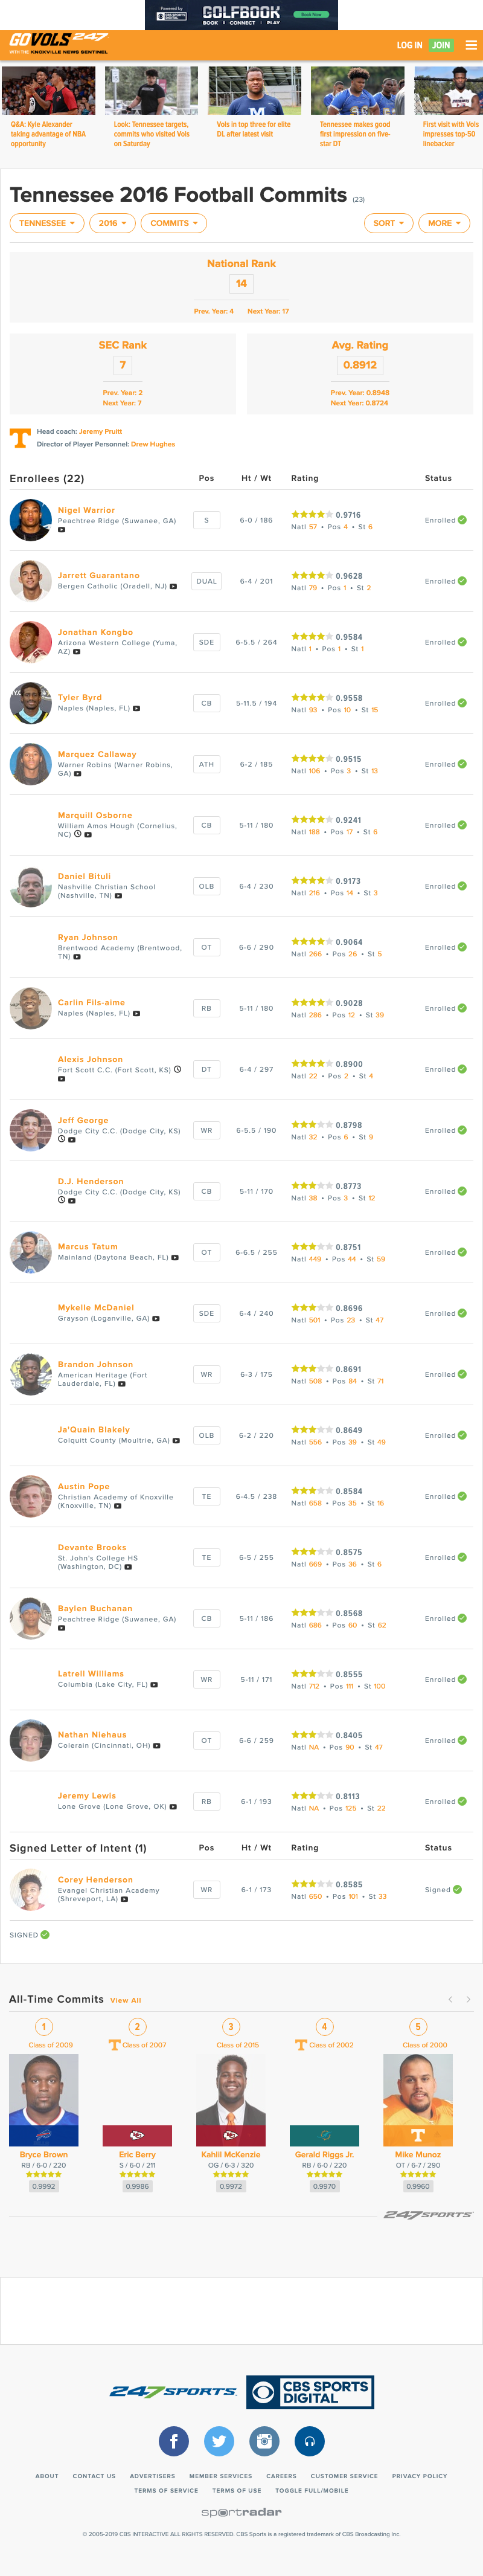 Powered by
CBS SPORTS DIGITAL
GOLFBOOK
BOOK | CONNECT | PLAY
Book Now
GOVOLS247
WITH THE KNOXVILLE NEWS SENTINEL
LOG IN JOIN
Q&A: Kyle Alexander taking advantage of NBA opportunity
Look: Tennessee targets, commits who visited Vols on Saturday
Vols in top three for elite DL after latest visit
Tennessee makes good first impression on five-star DT
First visit with Vols impresses top-50 linebacker
Tennessee 2016 Football Commits (23)
TENNESSEE 2016 COMMITS SORT MORE
National Rank
14
Prev. Year: 4 Next Year: 17
SEC Rank
7
Prev. Year: 2
Next Year: 7
Avg. Rating
0.8912
Prev. Year: 0.8948
Next Year: 0.8724
Head coach: Jeremy Pruitt
Director of Player Personnel: Drew Hughes
Enrollees (22) Pos Ht / Wt Rating Status
Nigel Warrior
Peachtree Ridge (Suwanee, GA)
S 6-0 / 186 0.9716
Natl 57 • Pos 4 • St 6
Enrolled
Jarrett Guarantano
Bergen Catholic (Oradell, NJ)
DUAL 6-4 / 201 0.9628
Natl 79 • Pos 1 • St 2
Enrolled
Jonathan Kongbo
Arizona Western College (Yuma, AZ)
SDE 6-5.5 / 264 0.9584
Natl 1 • Pos 1 • St 1
Enrolled
Tyler Byrd
Naples (Naples, FL)
CB 5-11.5 / 194 0.9558
Natl 93 • Pos 10 • St 15
Enrolled
Marquez Callaway
Warner Robins (Warner Robins, GA)
ATH 6-2 / 185 0.9515
Natl 106 • Pos 3 • St 13
Enrolled
Marquill Osborne
William Amos Hough (Cornelius, NC)
CB 5-11 / 180 0.9241
Natl 188 • Pos 17 • St 6
Enrolled
Daniel Bituli
Nashville Christian School (Nashville, TN)
OLB 6-4 / 230 0.9173
Natl 216 • Pos 14 • St 3
Enrolled
Ryan Johnson
Brentwood Academy (Brentwood, TN)
OT 6-6 / 290 0.9064
Natl 266 • Pos 26 • St 5
Enrolled
Carlin Fils-aime
Naples (Naples, FL)
RB 5-11 / 180 0.9028
Natl 286 • Pos 12 • St 39
Enrolled
Alexis Johnson
Fort Scott C.C. (Fort Scott, KS)
DT 6-4 / 297 0.8900
Natl 22 • Pos 2 • St 4
Enrolled
Jeff George
Dodge City C.C. (Dodge City, KS)
WR 6-5.5 / 190 0.8798
Natl 32 • Pos 6 • St 9
Enrolled
D.J. Henderson
Dodge City C.C. (Dodge City, KS)
CB 5-11 / 170 0.8773
Natl 38 • Pos 3 • St 12
Enrolled
Marcus Tatum
Mainland (Daytona Beach, FL)
OT 6-6.5 / 255 0.8751
Natl 449 • Pos 44 • St 59
Enrolled
Mykelle McDaniel
Grayson (Loganville, GA)
SDE 6-4 / 240 0.8696
Natl 501 • Pos 23 • St 47
Enrolled
Brandon Johnson
American Heritage (Fort Lauderdale, FL)
WR 6-3 / 175 0.8691
Natl 508 • Pos 84 • St 71
Enrolled
Ja'Quain Blakely
Colquitt County (Moultrie, GA)
OLB 6-2 / 220 0.8649
Natl 556 • Pos 39 • St 49
Enrolled
Austin Pope
Christian Academy of Knoxville (Knoxville, TN)
TE 6-4.5 / 238 0.8584
Natl 658 • Pos 35 • St 16
Enrolled
Devante Brooks
St. John's College HS (Washington, DC)
TE 6-5 / 255 0.8575
Natl 669 • Pos 36 • St 6
Enrolled
Baylen Buchanan
Peachtree Ridge (Suwanee, GA)
CB 5-11 / 186 0.8568
Natl 686 • Pos 60 • St 62
Enrolled
Latrell Williams
Columbia (Lake City, FL)
WR 5-11 / 171 0.8555
Natl 712 • Pos 111 • St 100
Enrolled
Nathan Niehaus
Colerain (Cincinnati, OH)
OT 6-6 / 259 0.8405
Natl NA • Pos 90 • St 47
Enrolled
Jeremy Lewis
Lone Grove (Lone Grove, OK)
RB 6-1 / 193 0.8113
Natl NA • Pos 125 • St 22
Enrolled
Signed Letter of Intent (1) Pos Ht / Wt Rating Status
Corey Henderson
Evangel Christian Academy (Shreveport, LA)
WR 6-1 / 173 0.8585
Natl 650 • Pos 101 • St 33
Signed
SIGNED
All-Time Commits View All
1 2 3 4 5
Class of 2009 Class of 2007 Class of 2015 Class of 2002 Class of 2000
Bryce Brown Eric Berry Kahlil McKenzie Gerald Riggs Jr. Mike Munoz
RB / 6-0 / 220 S / 6-0 / 211 OG / 6-3 / 320 RB / 6-0 / 220 OT / 6-7 / 290
0.9992 0.9986 0.9972 0.9970 0.9960
247SPORTS
247SPORTS CBS SPORTS DIGITAL
ABOUT CONTACT US ADVERTISERS MEMBER SERVICES CAREERS CUSTOMER SERVICE PRIVACY POLICY
TERMS OF SERVICE TERMS OF USE TOGGLE FULL/MOBILE
sportradar
© 2005-2019 CBS INTERACTIVE ALL RIGHTS RESERVED. CBS Sports is a registered trademark of CBS Broadcasting Inc.